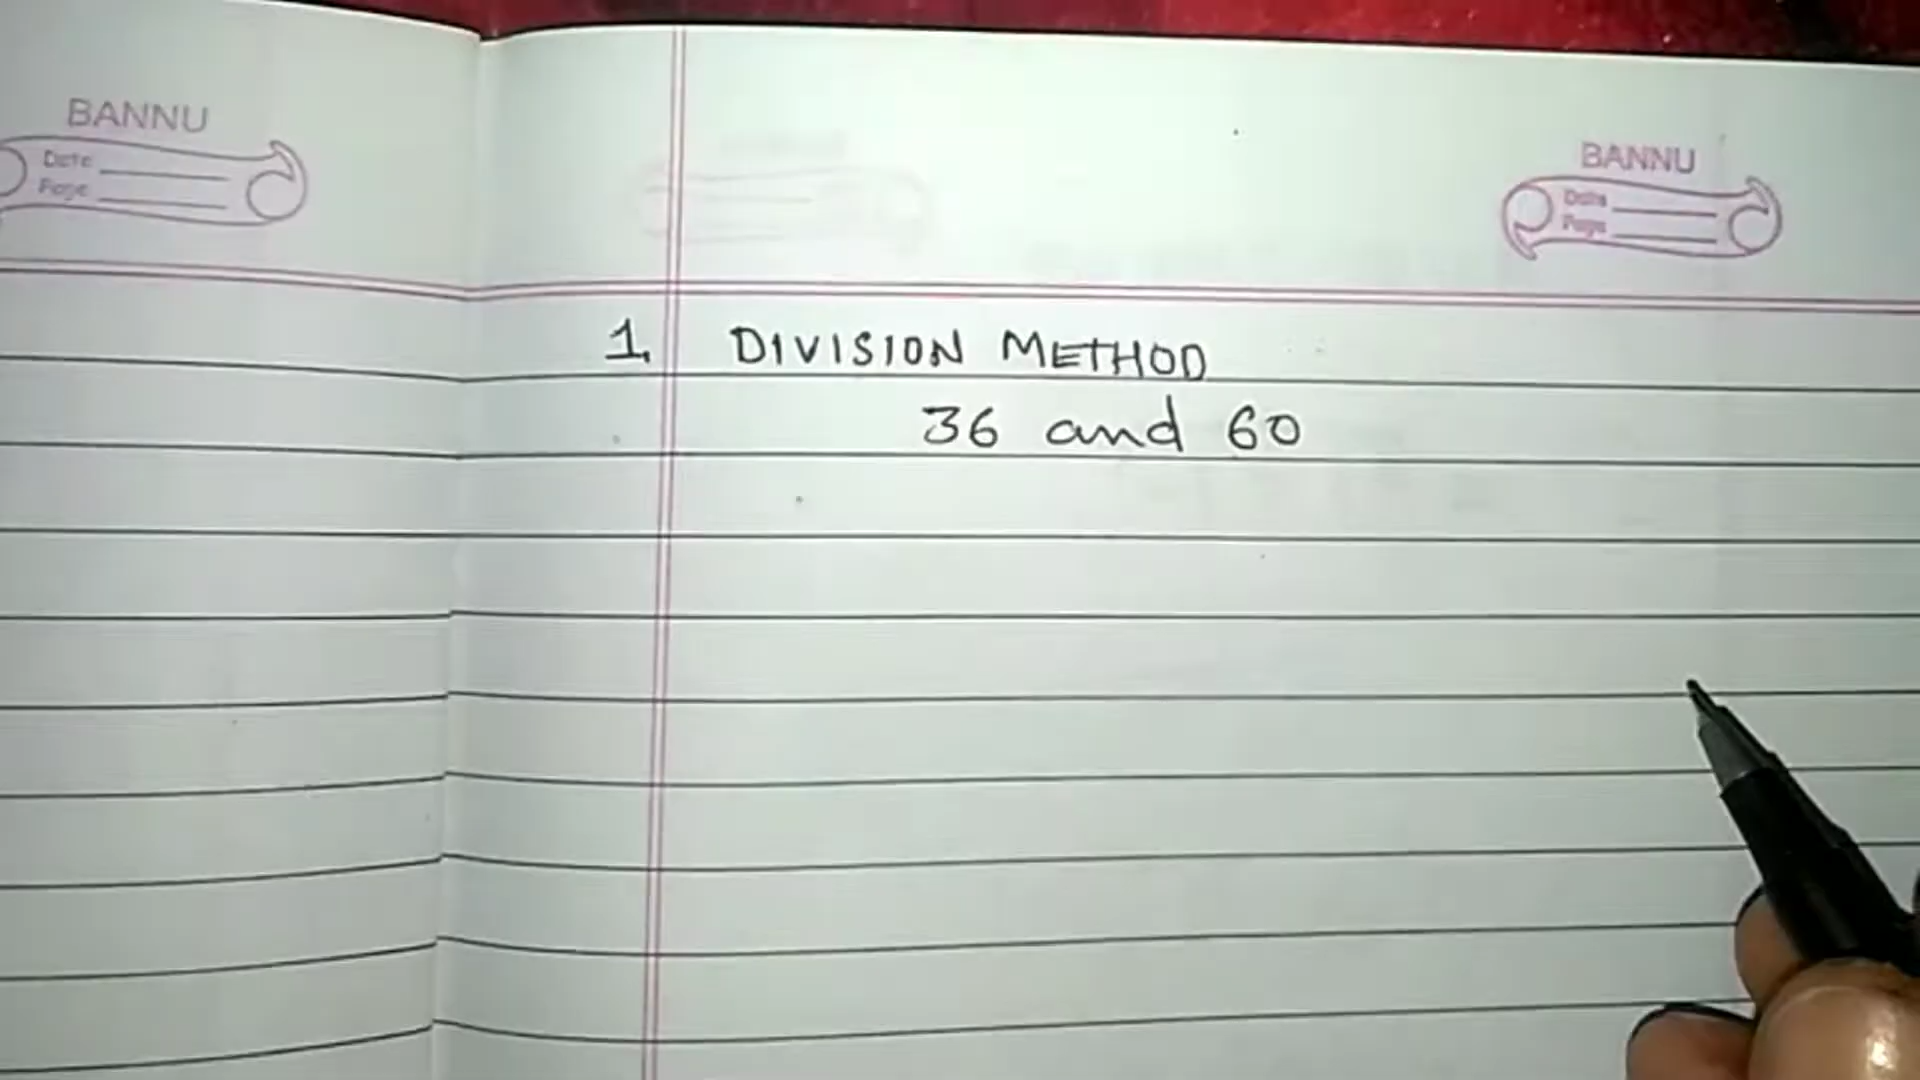 BANNU
Date
Page
BANNU
Date
Page
1. DIVISION METHOD
36 and 60